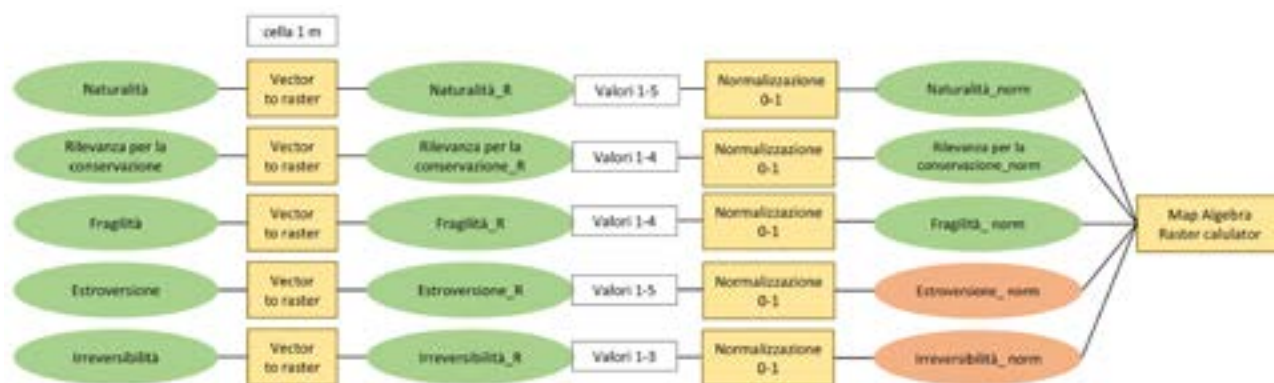 cella 1 m
Naturalità
Vector
to raster
Naturalità_R
Valori 1-5
Normalizzazione
0-1
Naturalità_norm
Rilevanza per la
conservazione
Vector
to raster
Rilevanza per la
conservazione_R
Valori 1-4
Normalizzazione
0-1
Rilevanza per la
conservazione_norm
Fragilità
Vector
to raster
Fragilità_R
Valori 1-4
Normalizzazione
0-1
Fragilità_ norm
Map Algebra
Raster calulator
Estroversione
Vector
to raster
Estroversione_R
Valori 1-5
Normalizzazione
0-1
Estroversione_ norm
Irreversibilità
Vector
to raster
Irreversibilità_R
Valori 1-3
Normalizzazione
0-1
Irreversibilità_ norm